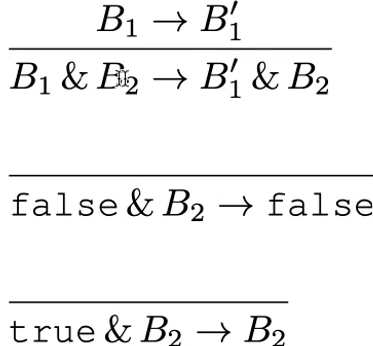 B₁ → B₁′
B₁ & B₂ → B₁′ & B₂
false & B₂ → false
true & B₂ → B₂